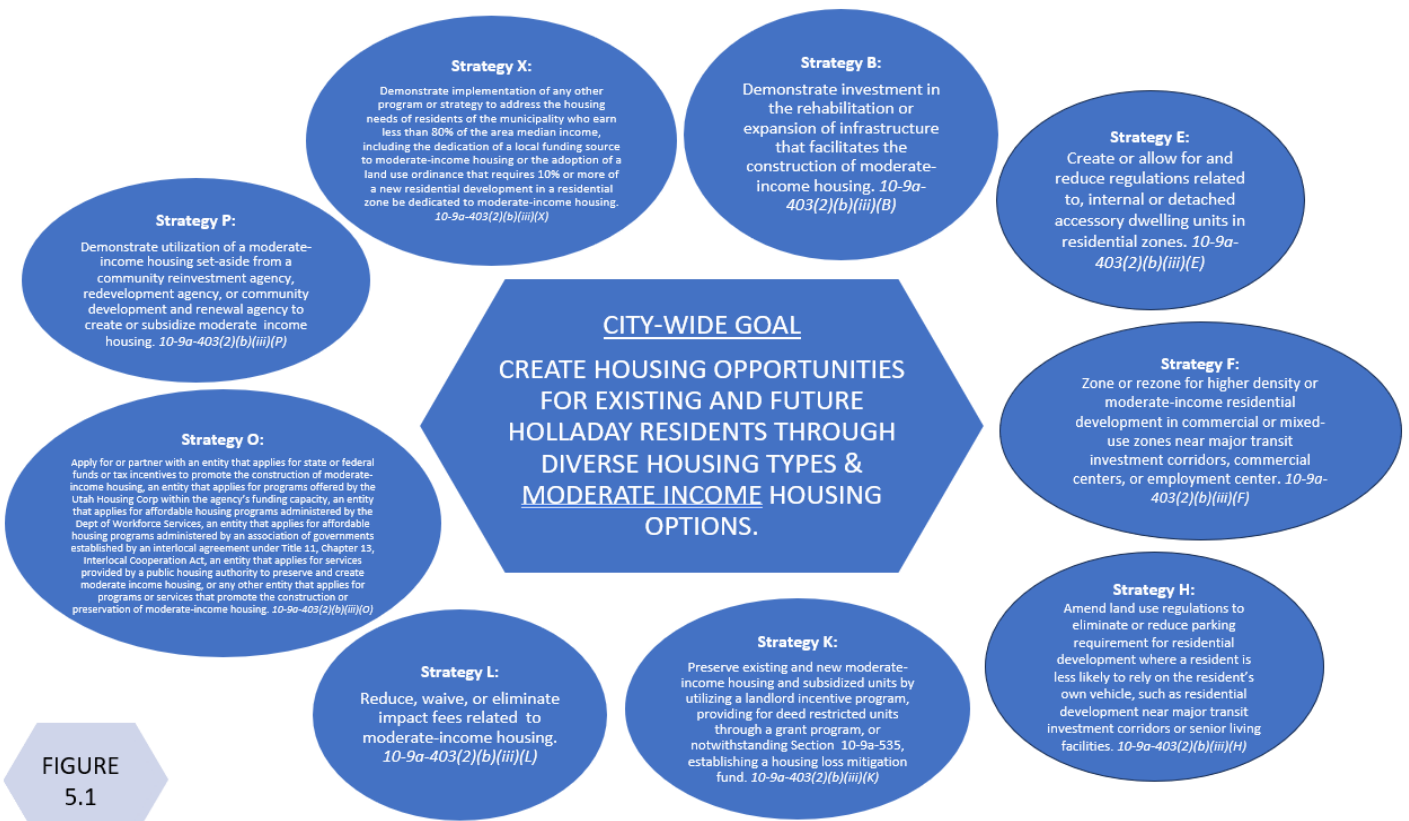 Strategy X:
Demonstrate implementation of any other
program or strategy to address the housing
needs of residents of the municipality who earn
less than 80% of the area median income,
including the dedication of a local funding source
to moderate-income housing or the adoption of a
land use ordinance that requires 10% or more of
a new residential development in a residential
zone be dedicated to moderate-income housing.
10-9a-403(2)(b)(iii)(X)
Strategy B:
Demonstrate investment in
the rehabilitation or
expansion of infrastructure
that facilitates the
construction of moderate-
income housing. 10-9a-
403(2)(b)(iii)(B)
Strategy E:
Create or allow for and
reduce regulations related
to, internal or detached
accessory dwelling units in
residential zones. 10-9a-
403(2)(b)(iii)(E)
Strategy P:
Demonstrate utilization of a moderate-
income housing set-aside from a
community reinvestment agency,
redevelopment agency, or community
development and renewal agency to
create or subsidize moderate income
housing. 10-9a-403(2)(b)(iii)(P)
CITY-WIDE GOAL
CREATE HOUSING OPPORTUNITIES
FOR EXISTING AND FUTURE
HOLLADAY RESIDENTS THROUGH
DIVERSE HOUSING TYPES &
MODERATE INCOME HOUSING
OPTIONS.
Strategy F:
Zone or rezone for higher density or
moderate-income residential
development in commercial or mixed-
use zones near major transit
investment corridors, commercial
centers, or employment center. 10-9a-
403(2)(b)(iii)(F)
Strategy O:
Apply for or partner with an entity that applies for state or federal
funds or tax incentives to promote the construction of moderate-
income housing, an entity that applies for programs offered by the
Utah Housing Corp within the agency's funding capacity, an entity
that applies for affordable housing programs administered by the
Dept of Workforce Services, an entity that applies for affordable
housing programs administered by an association of governments
established by an interlocal agreement under Title 11, Chapter 13,
Interlocal Cooperation Act, an entity that applies for services
provided by a public housing authority to preserve and create
moderate income housing, or any other entity that applies for
programs or services that promote the construction or
preservation of moderate-income housing. 10-9a-403(2)(b)(iii)(O)
Strategy H:
Amend land use regulations to
eliminate or reduce parking
requirement for residential
development where a resident is
less likely to rely on the resident's
own vehicle, such as residential
development near major transit
investment corridors or senior living
facilities. 10-9a-403(2)(b)(iii)(H)
Strategy L:
Reduce, waive, or eliminate
impact fees related to
moderate-income housing.
10-9a-403(2)(b)(iii)(L)
Strategy K:
Preserve existing and new moderate-
income housing and subsidized units by
utilizing a landlord incentive program,
providing for deed restricted units
through a grant program, or
notwithstanding Section 10-9a-535,
establishing a housing loss mitigation
fund. 10-9a-403(2)(b)(iii)(K)
FIGURE
5.1